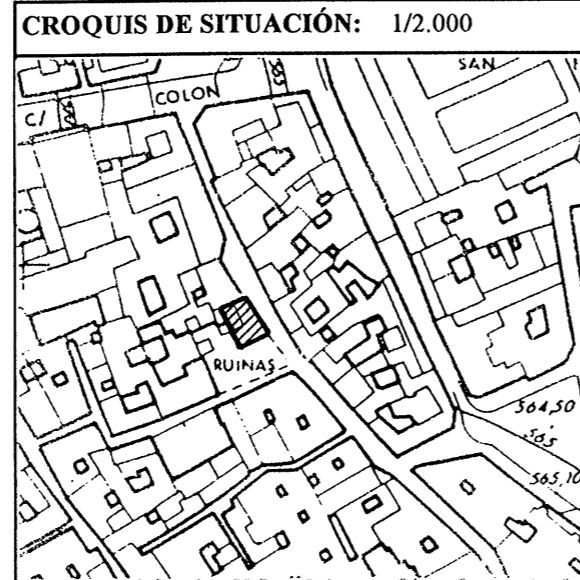 CROQUIS DE SITUACIÓN: 1/2.000
SAN
COLON
C/
RUINAS
564,50
565
565,10